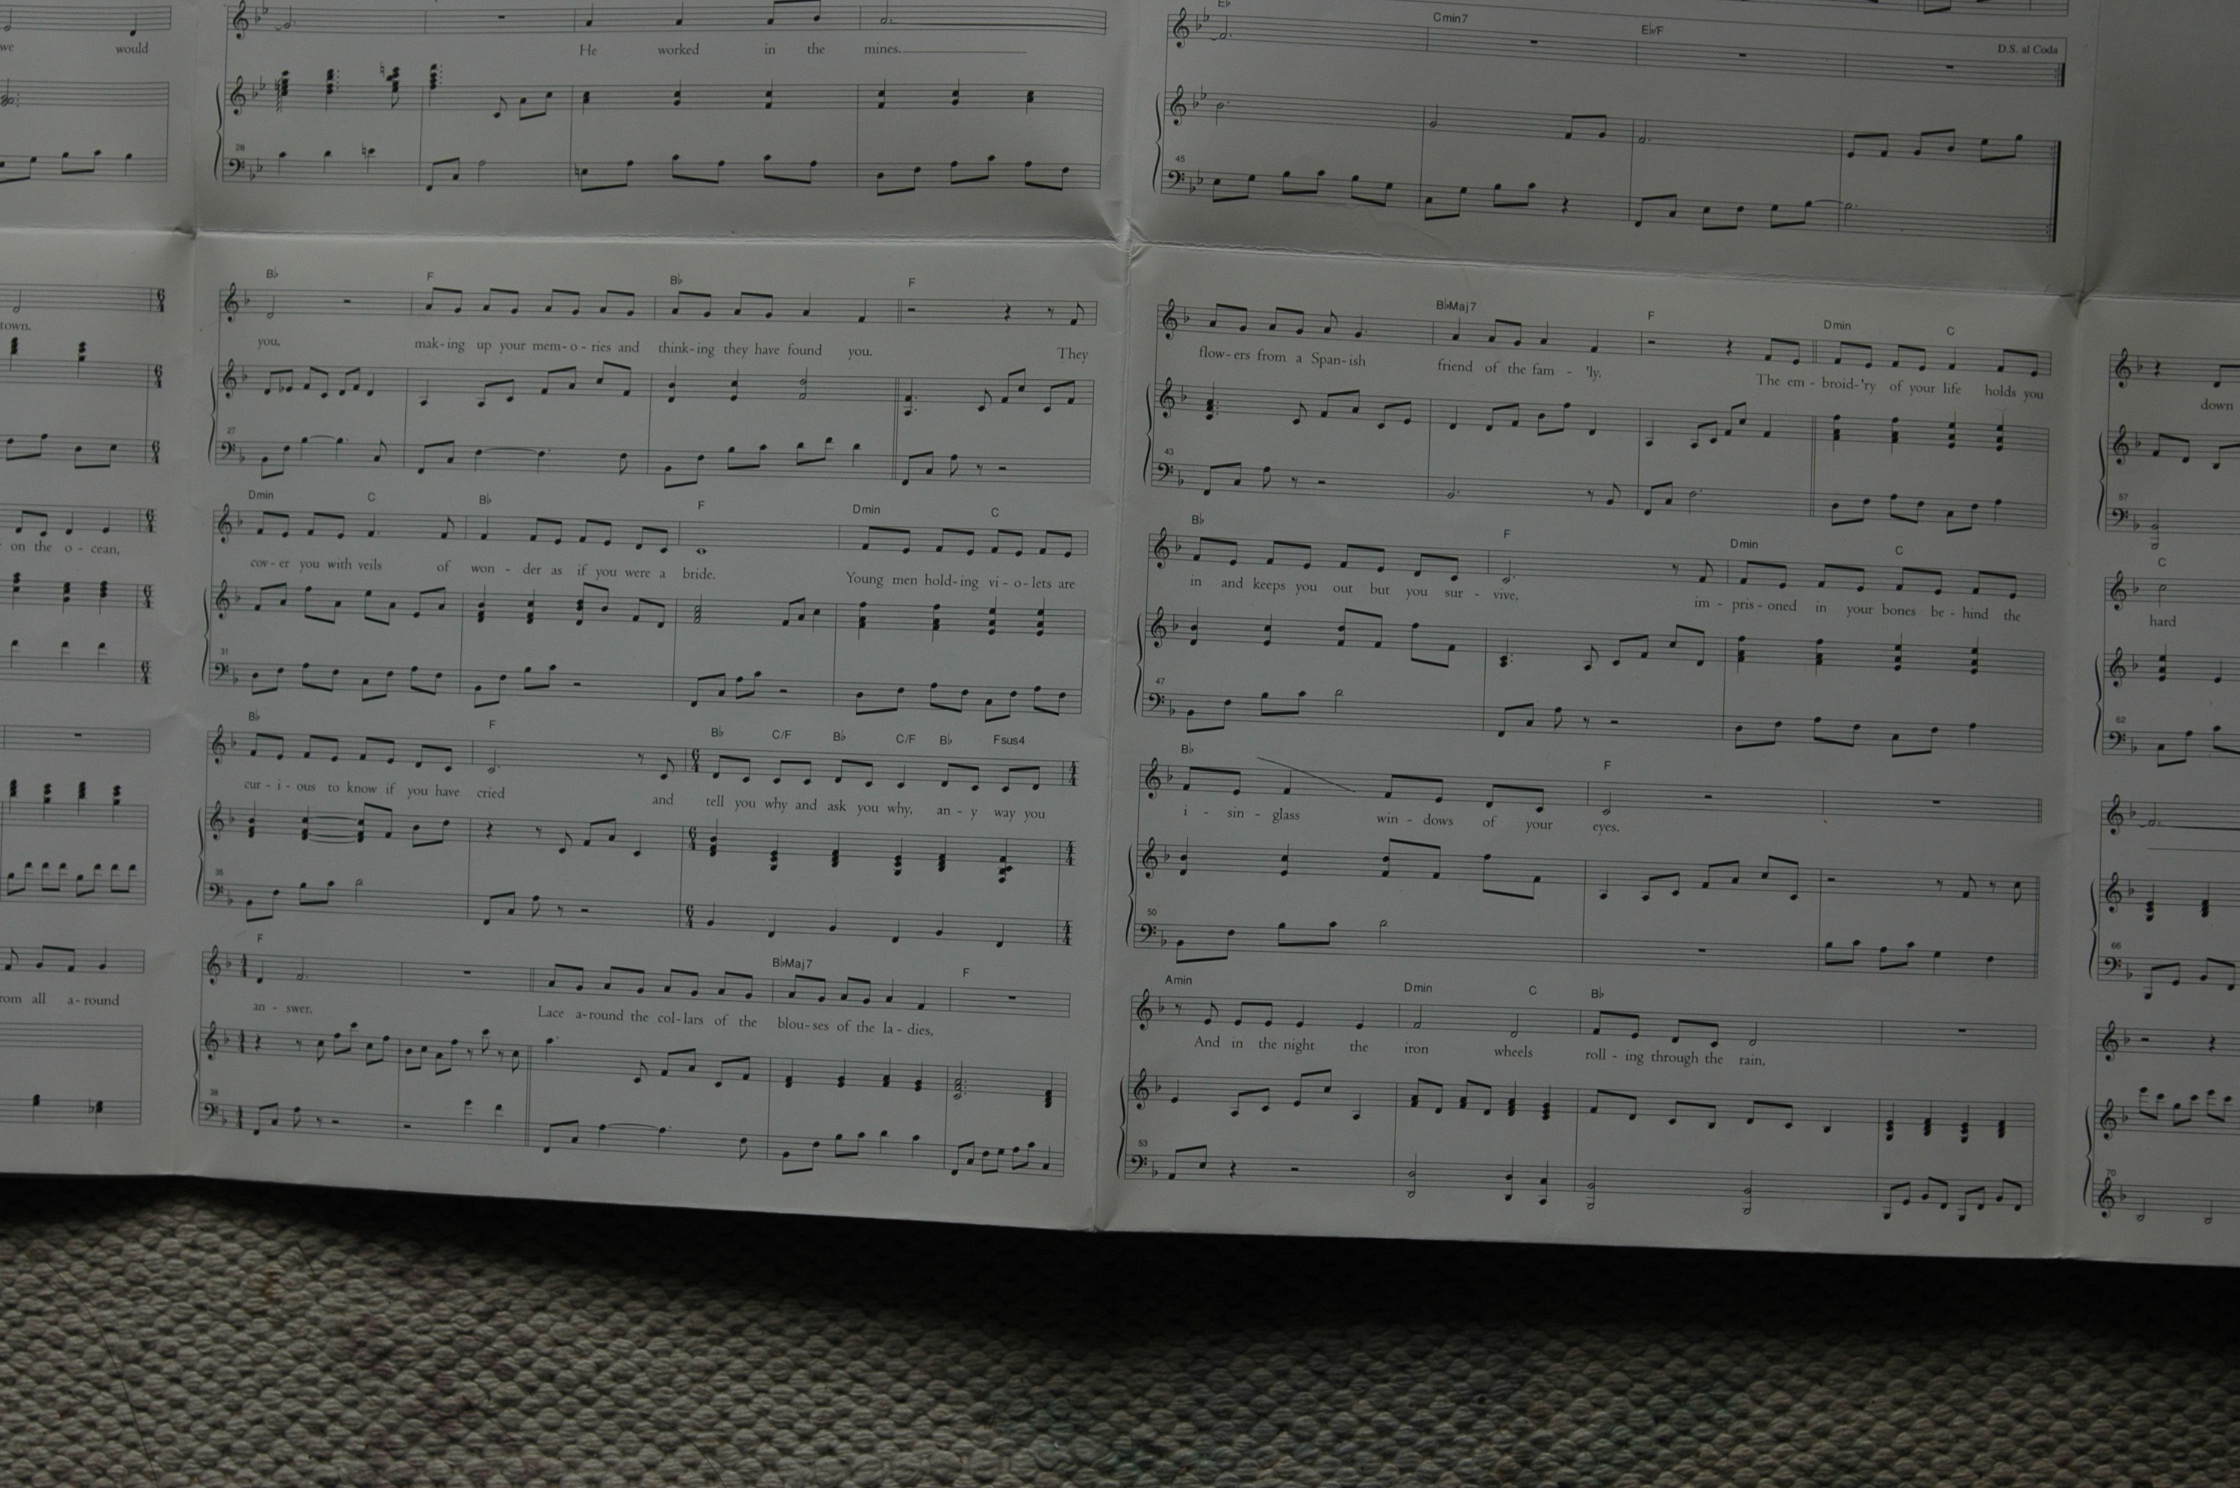 we would
He worked in the mines.
28
E♭ Cmin7 E♭/F
D.S. al Coda
45
town.
on the o - cean,
rom all a - round
B♭ F B♭ F
you, mak - ing up your mem - o - ries and think - ing they have found you. They
27
Dmin C B♭ F Dmin C
cov - er you with veils of won - der as if you were a bride. Young men hold - ing vi - o - lets are
31
B♭ F B♭ C/F B♭ C/F B♭ Fsus4
cur - i - ous to know if you have cried and tell you why and ask you why, an - y way you
35
F B♭Maj7 F
an - swer. Lace a - round the col - lars of the blou - ses of the la - dies,
38
B♭Maj7 F Dmin C
flow - ers from a Span - ish friend of the fam - 'ly. The em - broid - 'ry of your life holds you
43
B♭ F Dmin C
in and keeps you out but you sur - vive, im - pris - oned in your bones be - hind the
47
B♭ F
i - sin - glass win - dows of your eyes.
50
Amin Dmin C B♭
And in the night the iron wheels roll - ing through the rain,
53
down
57
C
hard
62
66
70